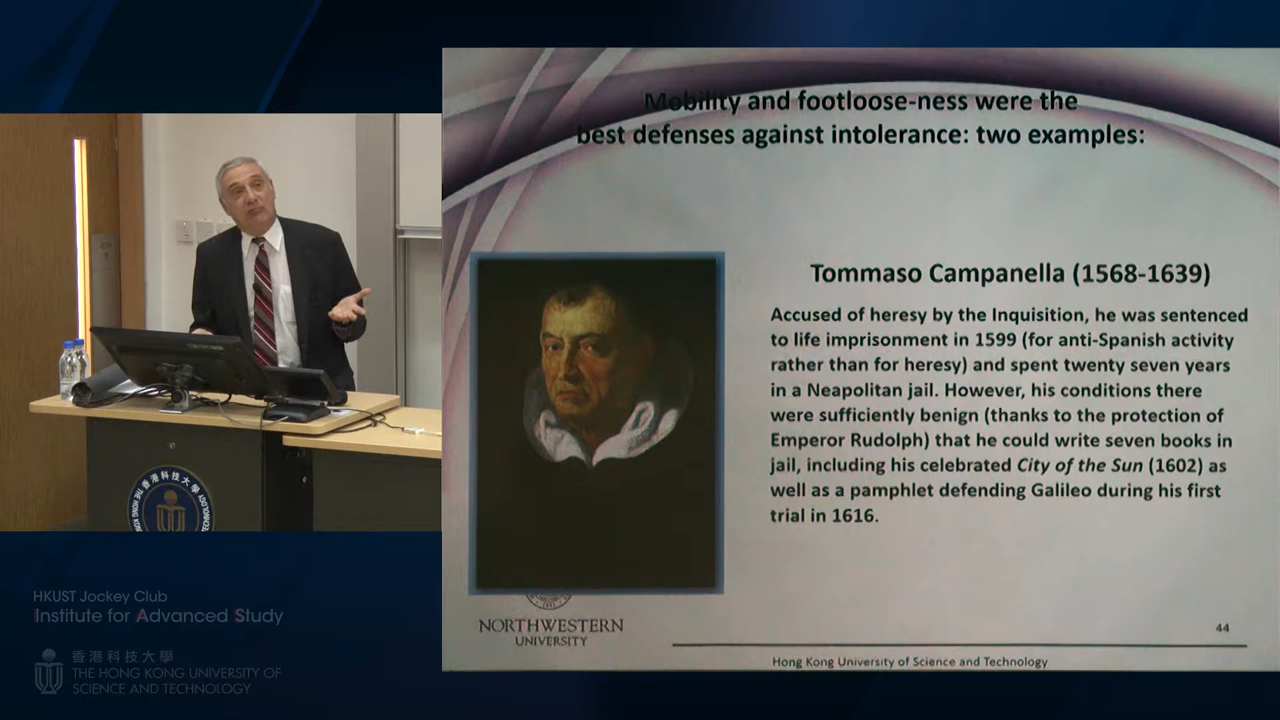 Mobility and footloose-ness were the
best defenses against intolerance: two examples:
Tommaso Campanella (1568-1639)
Accused of heresy by the Inquisition, he was sentenced
to life imprisonment in 1599 (for anti-Spanish activity
rather than for heresy) and spent twenty seven years
in a Neapolitan jail. However, his conditions there
were sufficiently benign (thanks to the protection of
Emperor Rudolph) that he could write seven books in
jail, including his celebrated City of the Sun (1602) as
well as a pamphlet defending Galileo during his first
trial in 1616.
NORTHWESTERN
UNIVERSITY
44
Hong Kong University of Science and Technology
香港科技大學
HKUST Jockey Club
Institute for Advanced Study
香港科技大學
THE HONG KONG UNIVERSITY OF
SCIENCE AND TECHNOLOGY